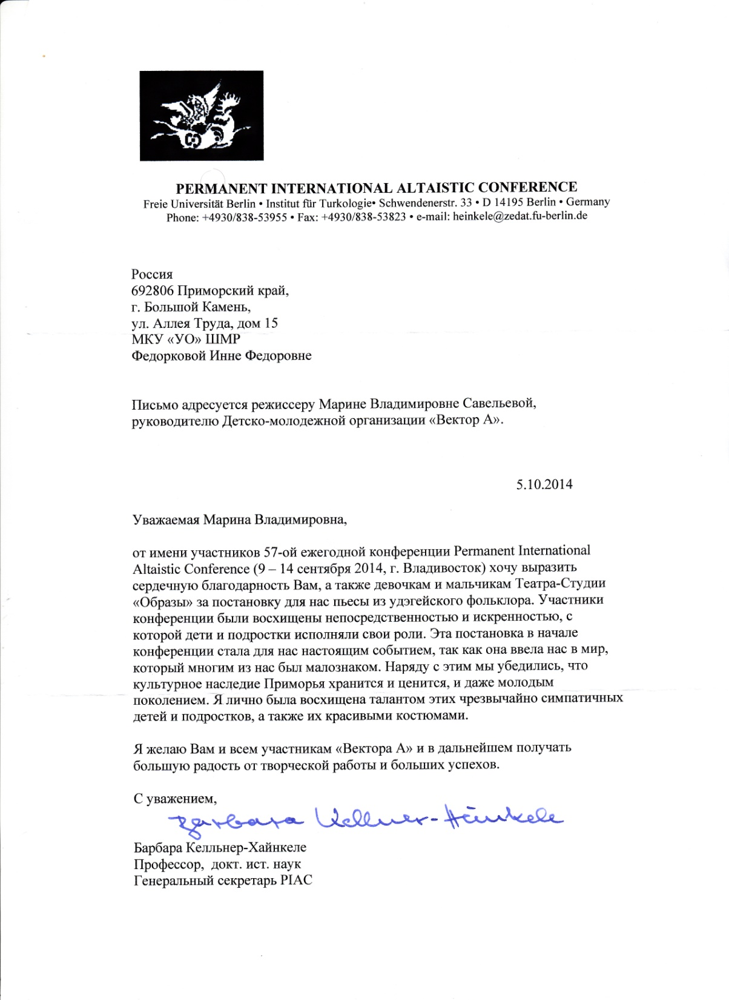 PERMANENT INTERNATIONAL ALTAISTIC CONFERENCE
Freie Universität Berlin • Institut für Turkologie• Schwendenerstr. 33 • D 14195 Berlin • Germany
Phone: +4930/838-53955 • Fax: +4930/838-53823 • e-mail: heinkele@zedat.fu-berlin.de
Россия
692806 Приморский край,
г. Большой Камень,
ул. Аллея Труда, дом 15
МКУ «УО» ШМР
Федорковой Инне Федоровне
Письмо адресуется режиссеру Марине Владимировне Савельевой,
руководителю Детско-молодежной организации «Вектор А».
5.10.2014
Уважаемая Марина Владимировна,
от имени участников 57-ой ежегодной конференции Permanent International
Altaistic Conference (9 – 14 сентября 2014, г. Владивосток) хочу выразить
сердечную благодарность Вам, а также девочкам и мальчикам Театра-Студии
«Образы» за постановку для нас пьесы из удэгейского фольклора. Участники
конференции были восхищены непосредственностью и искренностью, с
которой дети и подростки исполняли свои роли. Эта постановка в начале
конференции стала для нас настоящим событием, так как она ввела нас в мир,
который многим из нас был малознаком. Наряду с этим мы убедились, что
культурное наследие Приморья хранится и ценится, и даже молодым
поколением. Я лично была восхищена талантом этих чрезвычайно симпатичных
детей и подростков, а также их красивыми костюмами.
Я желаю Вам и всем участникам «Вектора А» и в дальнейшем получать
большую радость от творческой работы и больших успехов.
С уважением,
Barbara Kellner-Heinkele
Барбара Келльнер-Хайнкеле
Профессор, докт. ист. наук
Генеральный секретарь PIAC